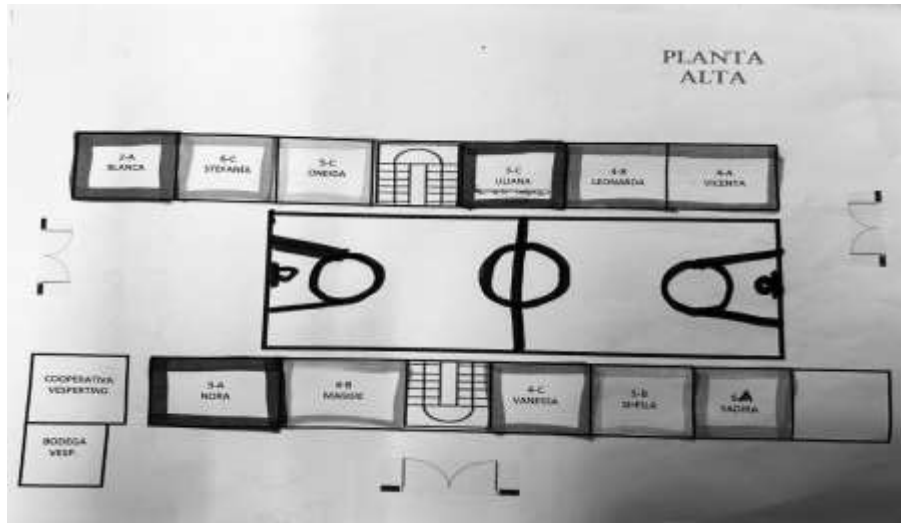 PLANTA
ALTA
2-A
BLANCA
6-C
STEFANIA
5-C
ONEIDA
3-C
LILIANA
4-B
LEONARDA
4-A
VICENTA
COOPERATIVA
VESPERTINO
BODEGA
VESP.
3-A
NORA
6-B
MAGGIE
4-C
VANESSA
5-B
SHEILA
A
YADIRA